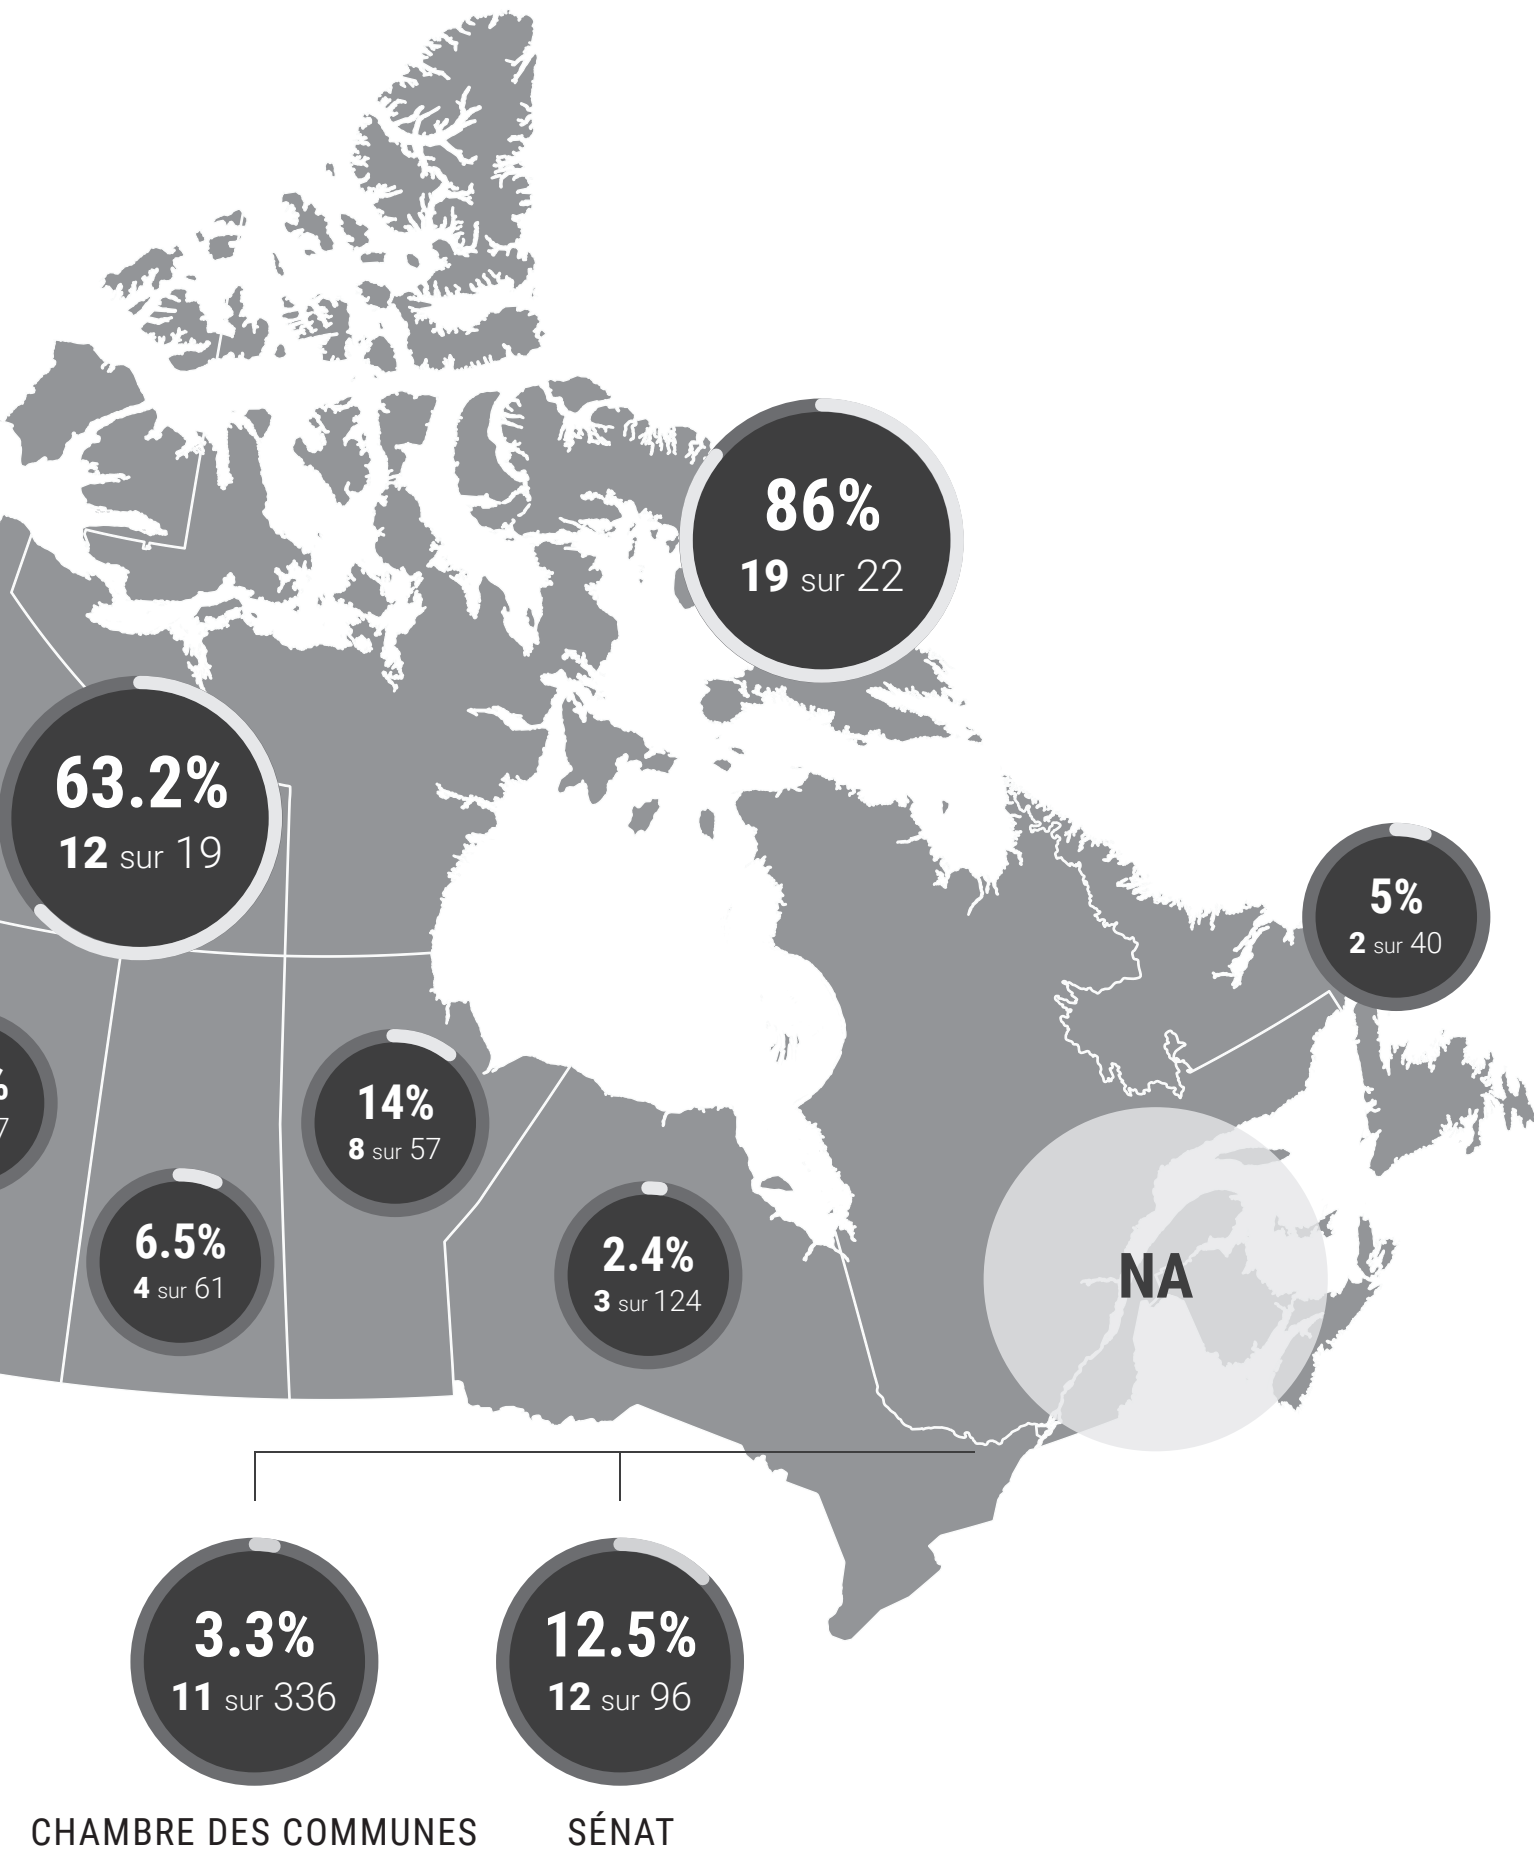 86%
19 sur 22
63.2%
12 sur 19
5%
2 sur 40
%
7
14%
8 sur 57
6.5%
4 sur 61
2.4%
3 sur 124
NA
3.3%
11 sur 336
12.5%
12 sur 96
CHAMBRE DES COMMUNES
SÉNAT